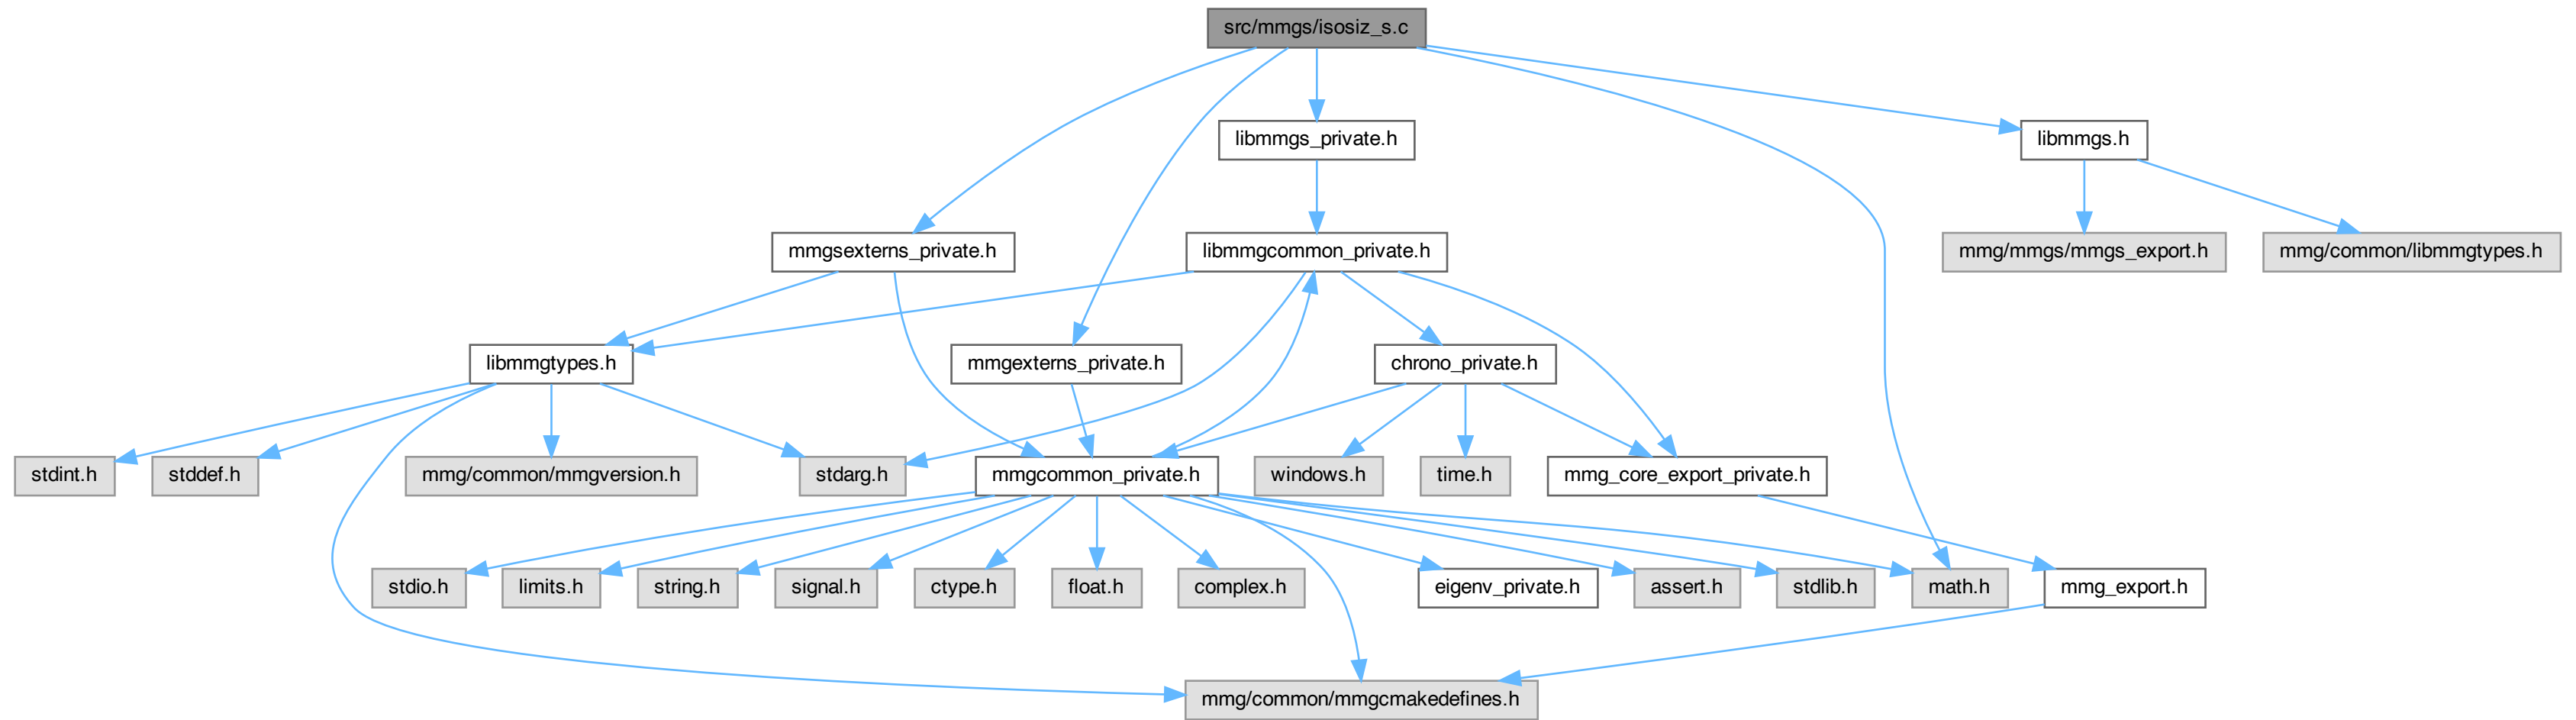 src/mmgs/isosiz_s.c
libmmgs_private.h
libmmgs.h
mmgsexterns_private.h
libmmgcommon_private.h
mmg/mmgs/mmgs_export.h
mmg/common/libmmgtypes.h
libmmgtypes.h
mmgexterns_private.h
chrono_private.h
stdint.h
stddef.h
mmg/common/mmgversion.h
stdarg.h
mmgcommon_private.h
windows.h
time.h
mmg_core_export_private.h
stdio.h
limits.h
string.h
signal.h
ctype.h
float.h
complex.h
eigenv_private.h
assert.h
stdlib.h
math.h
mmg_export.h
mmg/common/mmgcmakedefines.h